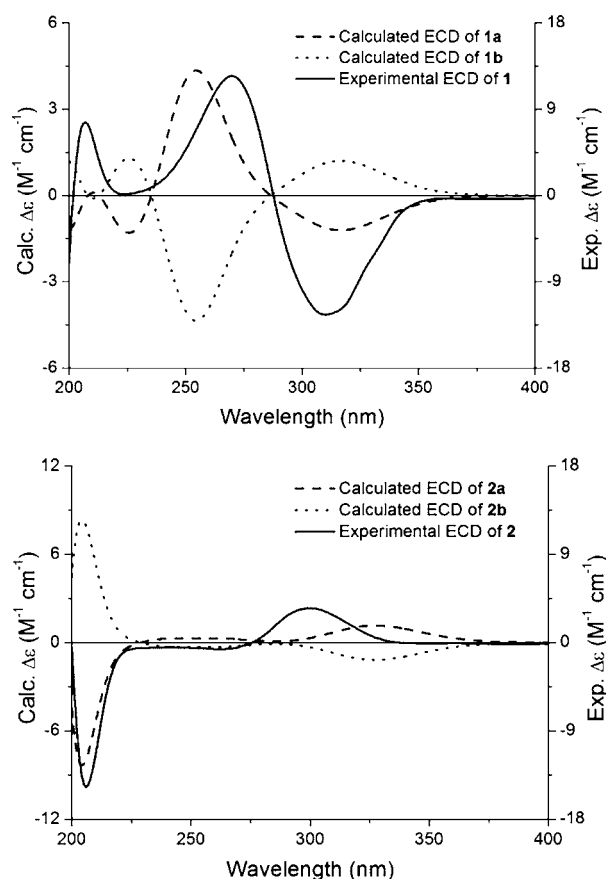 Calculated ECD of 1a
Calculated ECD of 1b
Experimental ECD of 1
6
3
0
-3
-6
18
9
0
-9
-18
Calc. Δε (M⁻¹ cm⁻¹)
Exp. Δε (M⁻¹ cm⁻¹)
200
250
300
350
400
Wavelength (nm)
Calculated ECD of 2a
Calculated ECD of 2b
Experimental ECD of 2
12
6
0
-6
-12
18
9
0
-9
-18
Calc. Δε (M⁻¹ cm⁻¹)
Exp. Δε (M⁻¹ cm⁻¹)
200
250
300
350
400
Wavelength (nm)